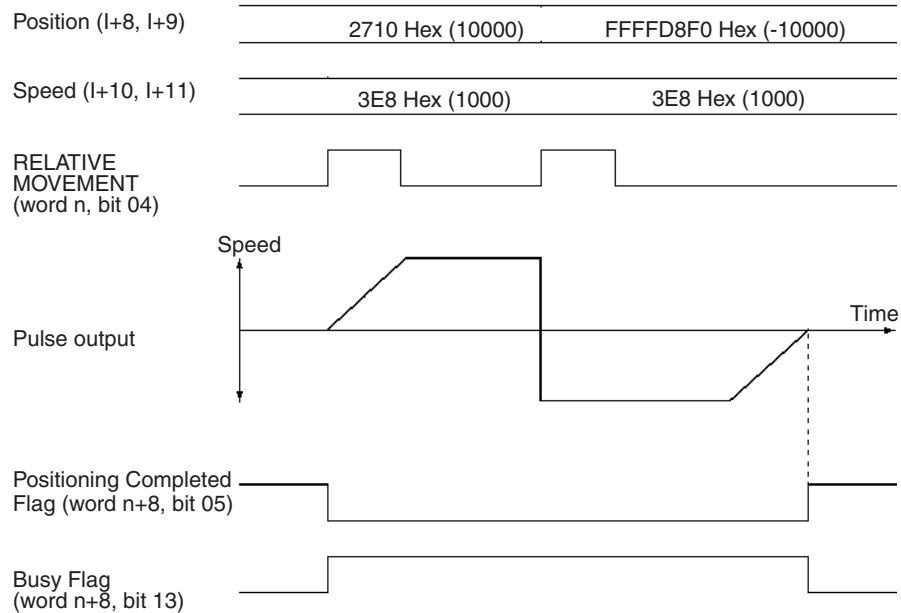 Position (I+8, I+9)
2710 Hex (10000)
FFFFD8F0 Hex (-10000)
Speed (I+10, I+11)
3E8 Hex (1000)
3E8 Hex (1000)
RELATIVE
MOVEMENT
(word n, bit 04)
Speed
Time
Pulse output
Positioning Completed
Flag (word n+8, bit 05)
Busy Flag
(word n+8, bit 13)